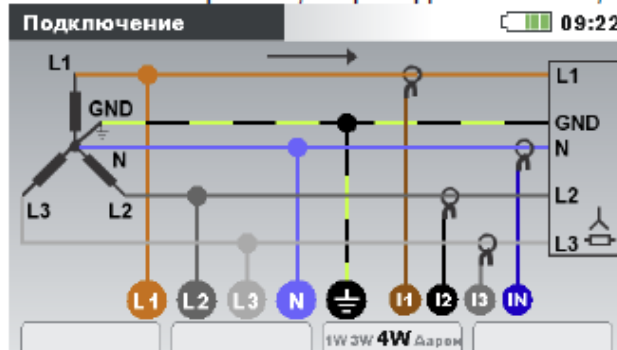 Подключение 09:22
L1 L1
GND GND
N N
L3 L2 L2
L3
L1 L2 L3 N I1 I2 I3 IN
1W 3W 4W Аарон